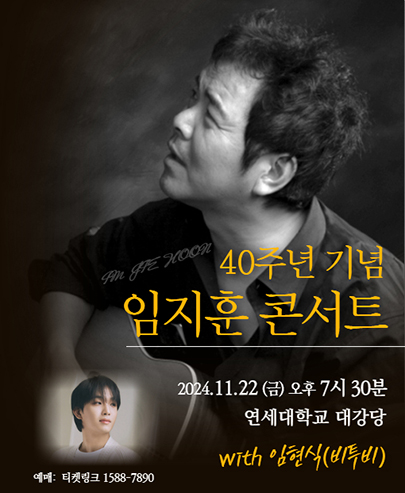 IM JIE HOON
40주년 기념
임지훈 콘서트
2024.11.22 (금) 오후 7시 30분
연세대학교 대강당
with 임현식(비투비)
예매: 티켓링크 1588-7890